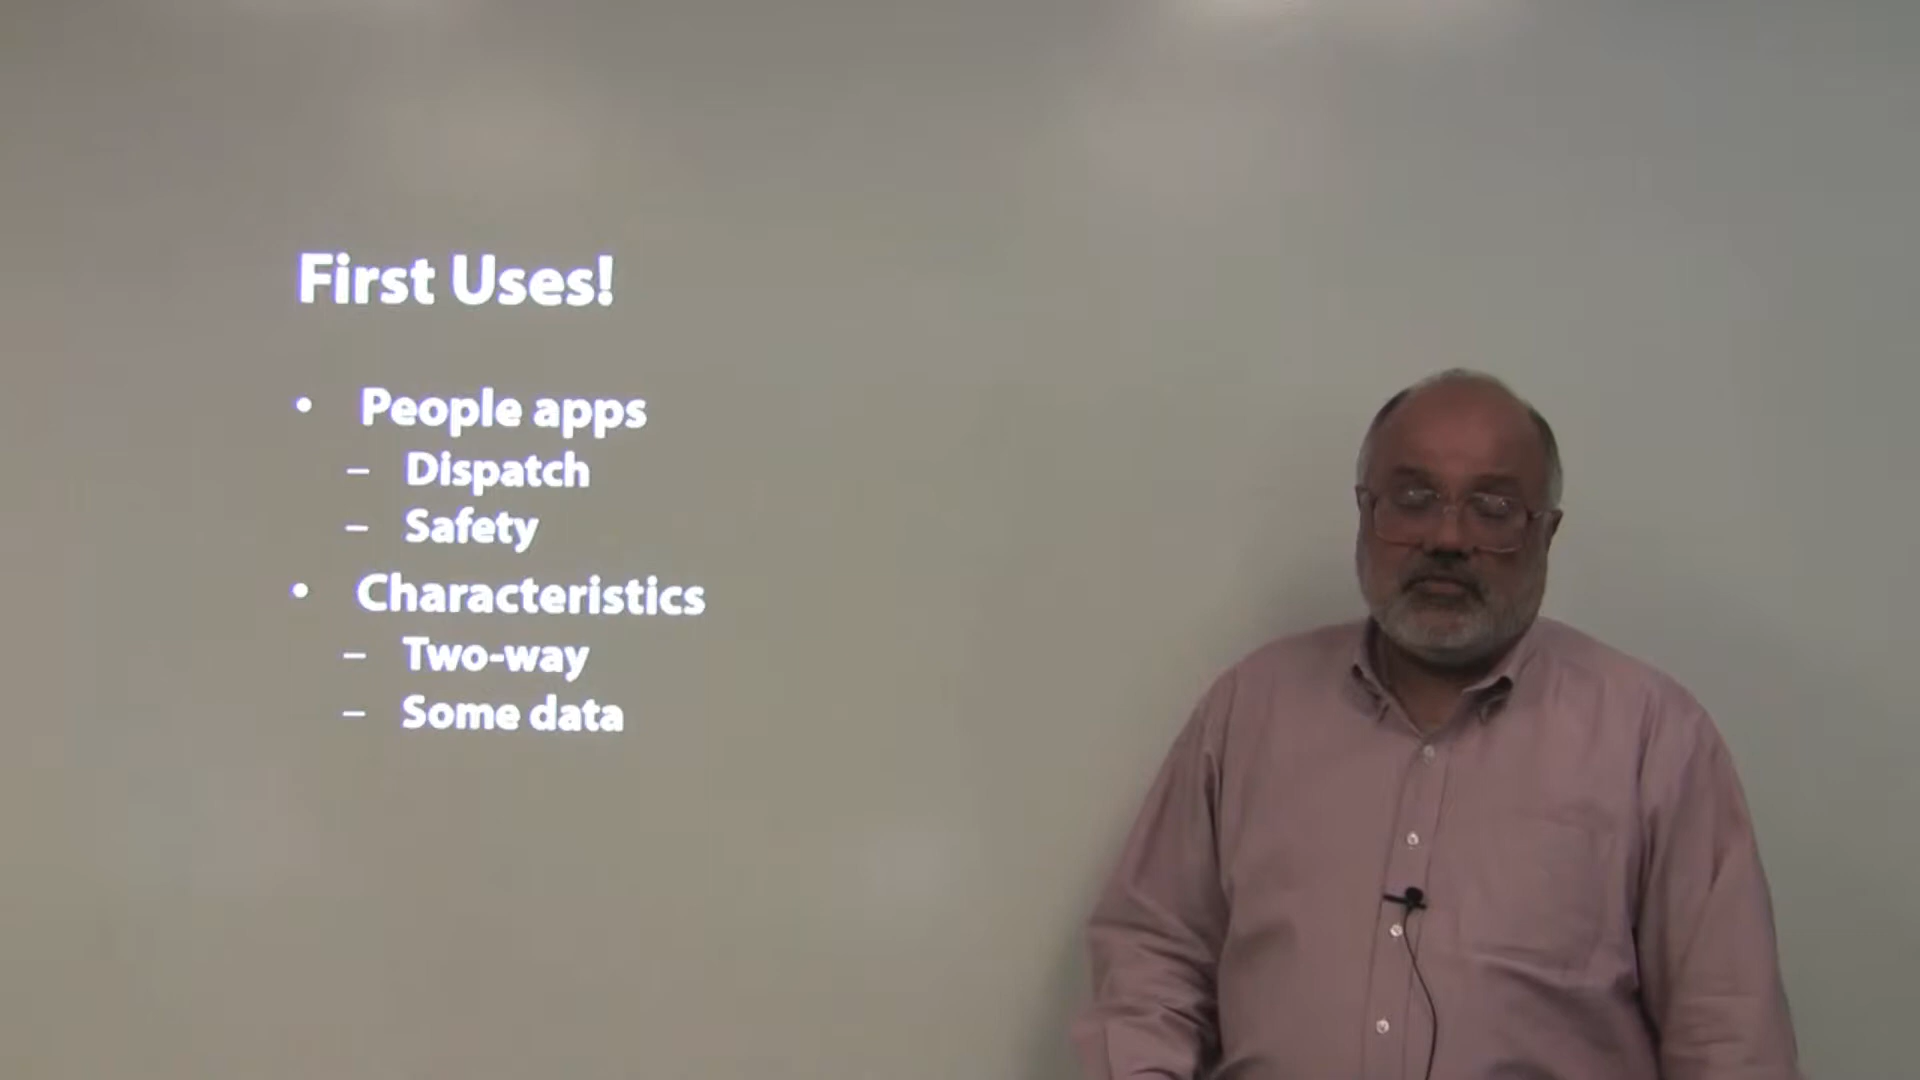 First Uses!
• People apps
– Dispatch
– Safety
• Characteristics
– Two-way
– Some data